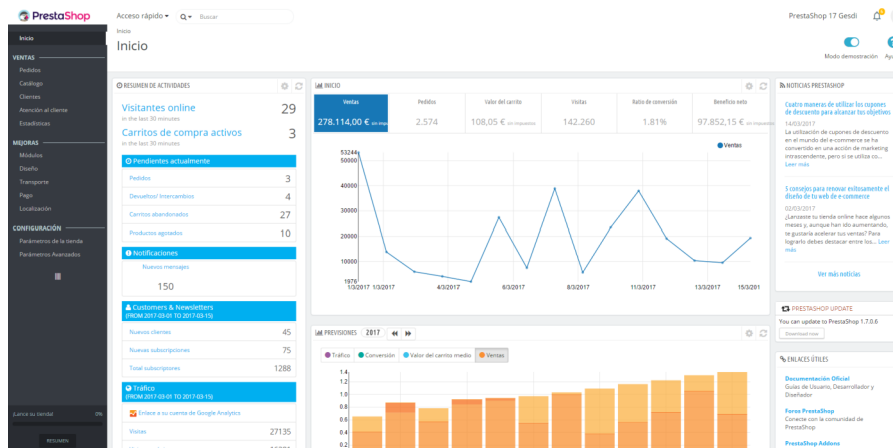 PrestaShop
Acceso rápido
Buscar
PrestaShop 17 Gesdi
Inicio
Inicio
Modo demostración
Inicio
VENTAS
Pedidos
Catálogo
Clientes
Atención al cliente
Estadísticas
MEJORAS
Módulos
Diseño
Transporte
Pago
Localización
CONFIGURACIÓN
Parámetros de la tienda
Parámetros Avanzados
¡Lance su tienda!
0%
RESUMEN
RESUMEN DE ACTIVIDADES
Visitantes online 29
in the last 30 minutes
Carritos de compra activos 3
in the last 30 minutes
Pendientes actualmente
Pedidos 3
Devueltos/ Intercambios 4
Carritos abandonados 27
Productos agotados 10
Notificaciones
Nuevos mensajes
150
Customers & Newsletters
(FROM 2017-03-01 TO 2017-03-15)
Nuevos clientes 45
Nuevas subscripciones 75
Total subscriptores 1288
Tráfico
(FROM 2017-03-01 TO 2017-03-15)
Enlace a su cuenta de Google Analytics
Visitas 27135
INICIO
Ventas
278.114,00 €
Pedidos
2.574
Valor del carrito
108,05 € sin impuestos
Visitas
142.260
Ratio de conversión
1.81%
Beneficio neto
97.852,15 € sin impuestos
Ventas
53244
50000
40000
30000
20000
10000
1976
1/3/2017 1/3/2017 4/3/2017 6/3/2017 8/3/2017 11/3/2017 13/3/2017 15/3/201
PREVISIONES 2017
Tráfico Conversión Valor del carrito medio Ventas
1.4
1.2
1.0
0.8
0.6
0.4
0.2
NOTICIAS PRESTASHOP
Cuatro maneras de utilizar los cupones
de descuento para alcanzar tus objetivos
14/03/2017
La utilización de cupones de descuento
en el mundo del e-commerce se ha
convertido en una acción de marketing
intrascendente, pero si se utiliza co...
Leer más
5 consejos para renovar exitosamente el
diseño de tu web de e-commerce
02/03/2017
¿Lanzaste tu tienda online hace algunos
meses y, aunque han ido aumentando,
te gustaría acelerar tus ventas? Para
lograrlo debes destacar entre los... Leer
más
Ver más noticias
PRESTASHOP UPDATE
You can update to PrestaShop 1.7.0.6
Download now
ENLACES ÚTILES
Documentación Oficial
Guías de Usuario, Desarrollador y
Diseñador
Foros PrestaShop
Conecte con la comunidad de
PrestaShop
PrestaShop Addons